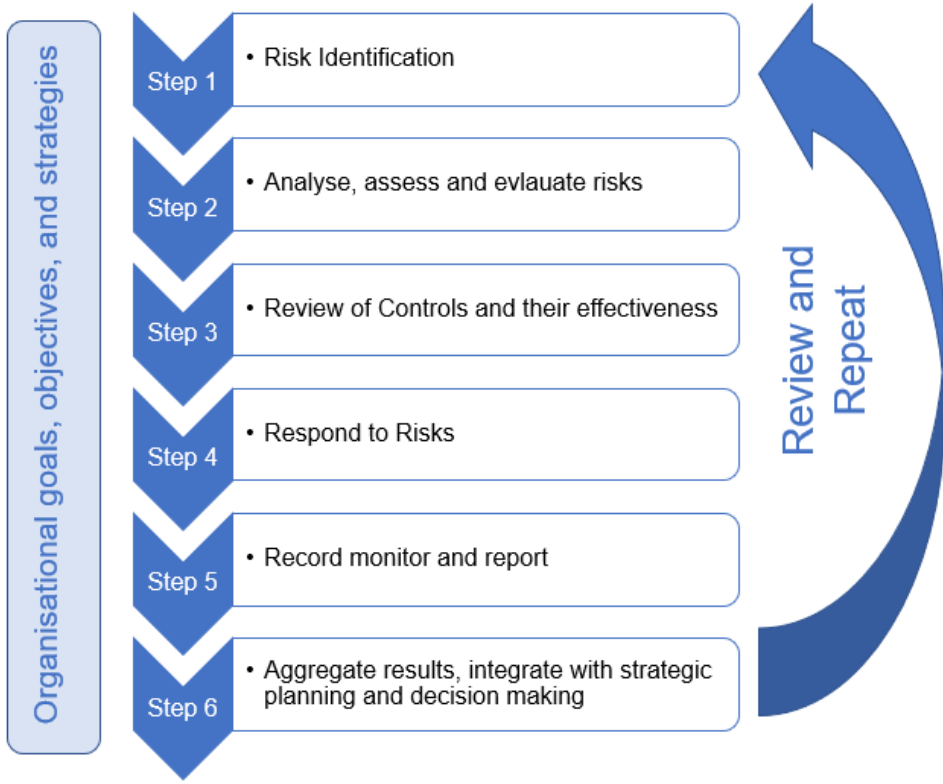 Organisational goals, objectives, and strategies
Step 1
• Risk Identification
Step 2
• Analyse, assess and evlauate risks
Step 3
• Review of Controls and their effectiveness
Step 4
• Respond to Risks
Step 5
• Record monitor and report
Step 6
• Aggregate results, integrate with strategic
planning and decision making
Review and
Repeat